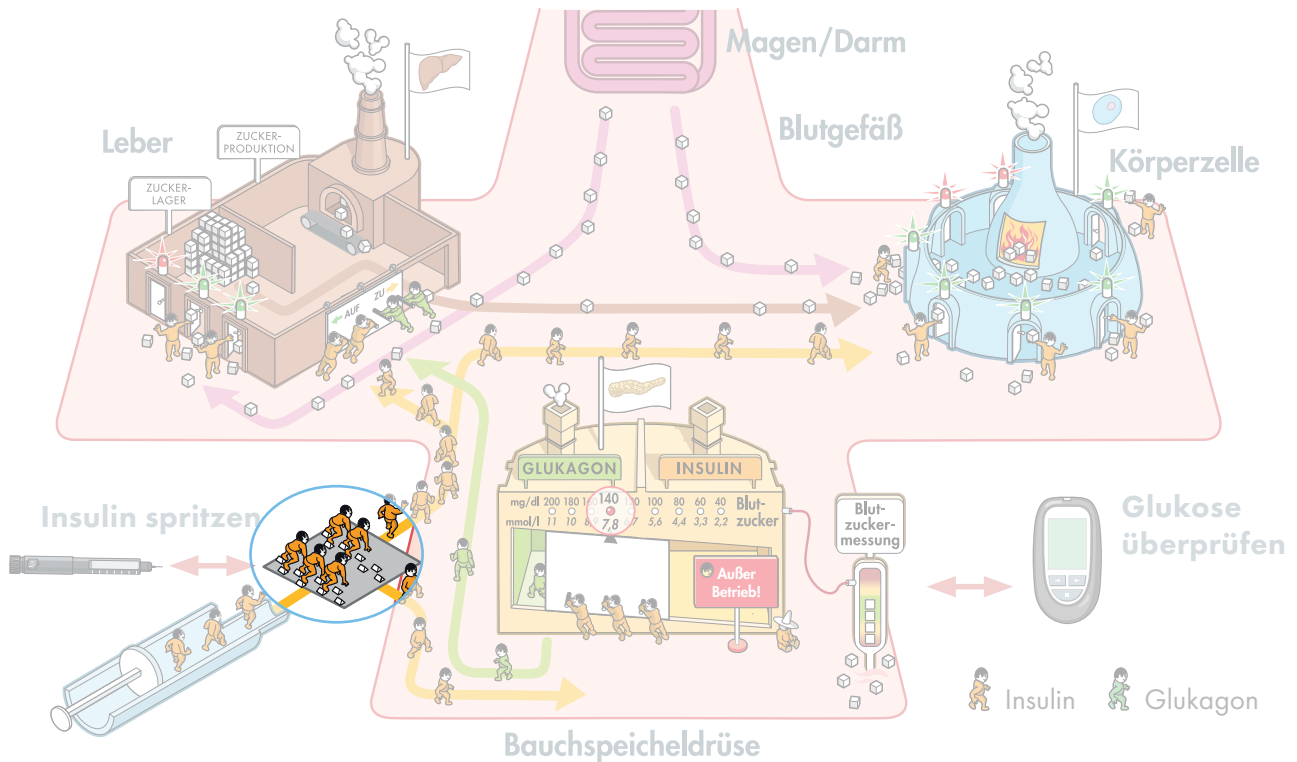 Magen/Darm
Leber
ZUCKER-
PRODUKTION
Blutgefäß
Körperzelle
ZUCKER-
LAGER
AUF
ZU
GLUKAGON
INSULIN
mg/dl 200 180 140 100 80 60 40
mmol/l 11 10 7,8 5,6 4,4 3,3 2,2
Blut-
zucker
Blut-
zucker-
messung
Glukose
überprüfen
Insulin spritzen
Außer
Betrieb!
Insulin
Glukagon
Bauchspeicheldrüse